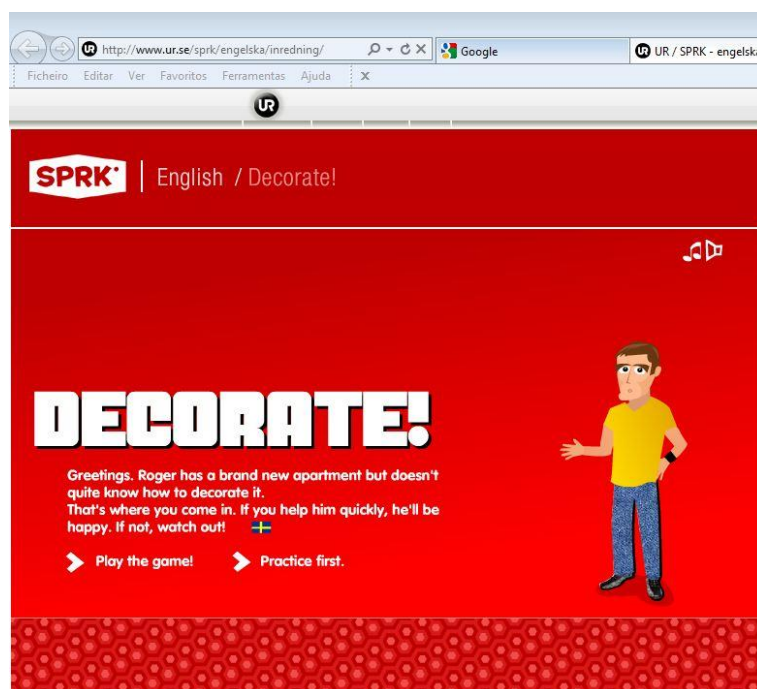 UR http://www.ur.se/sprk/engelska/inredning/ Google UR UR / SPRK - engelska
Ficheiro Editar Ver Favoritos Ferramentas Ajuda x
UR
SPRK English / Decorate!
DECORATE!
Greetings. Roger has a brand new apartment but doesn't
quite know how to decorate it.
That's where you come in. If you help him quickly, he'll be
happy. If not, watch out!
Play the game! Practice first.